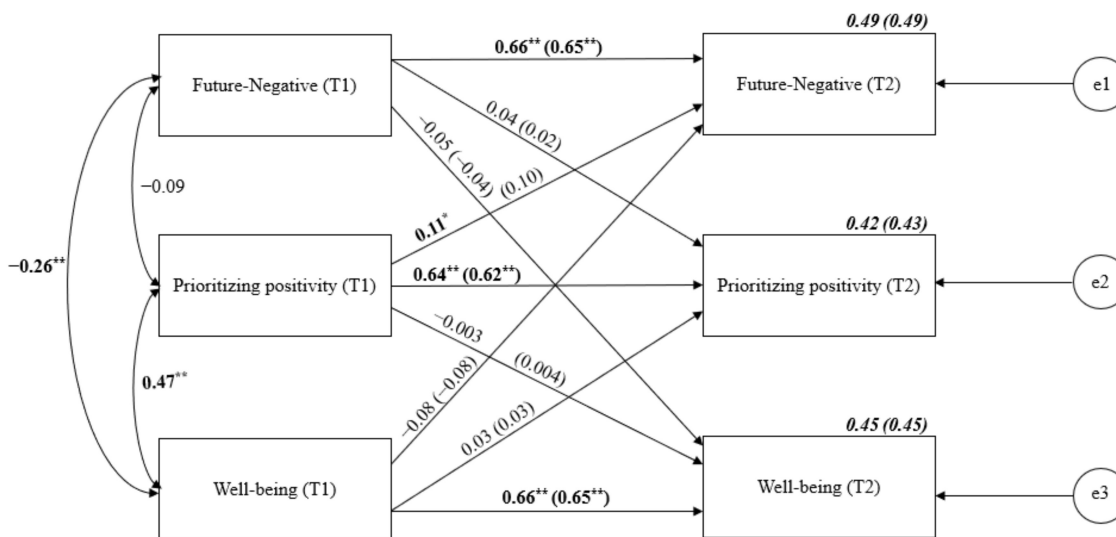 0.49 (0.49)
0.66** (0.65**)
Future-Negative (T1)
Future-Negative (T2)
e1
0.04 (0.02)
−0.05 (−0.04)
(0.10)
−0.09
0.11*
0.42 (0.43)
−0.26**
Prioritizing positivity (T1)
0.64** (0.62**)
Prioritizing positivity (T2)
e2
−0.003
(0.004)
0.47**
−0.08 (−0.08)
0.03 (0.03)
0.45 (0.45)
Well-being (T1)
0.66** (0.65**)
Well-being (T2)
e3